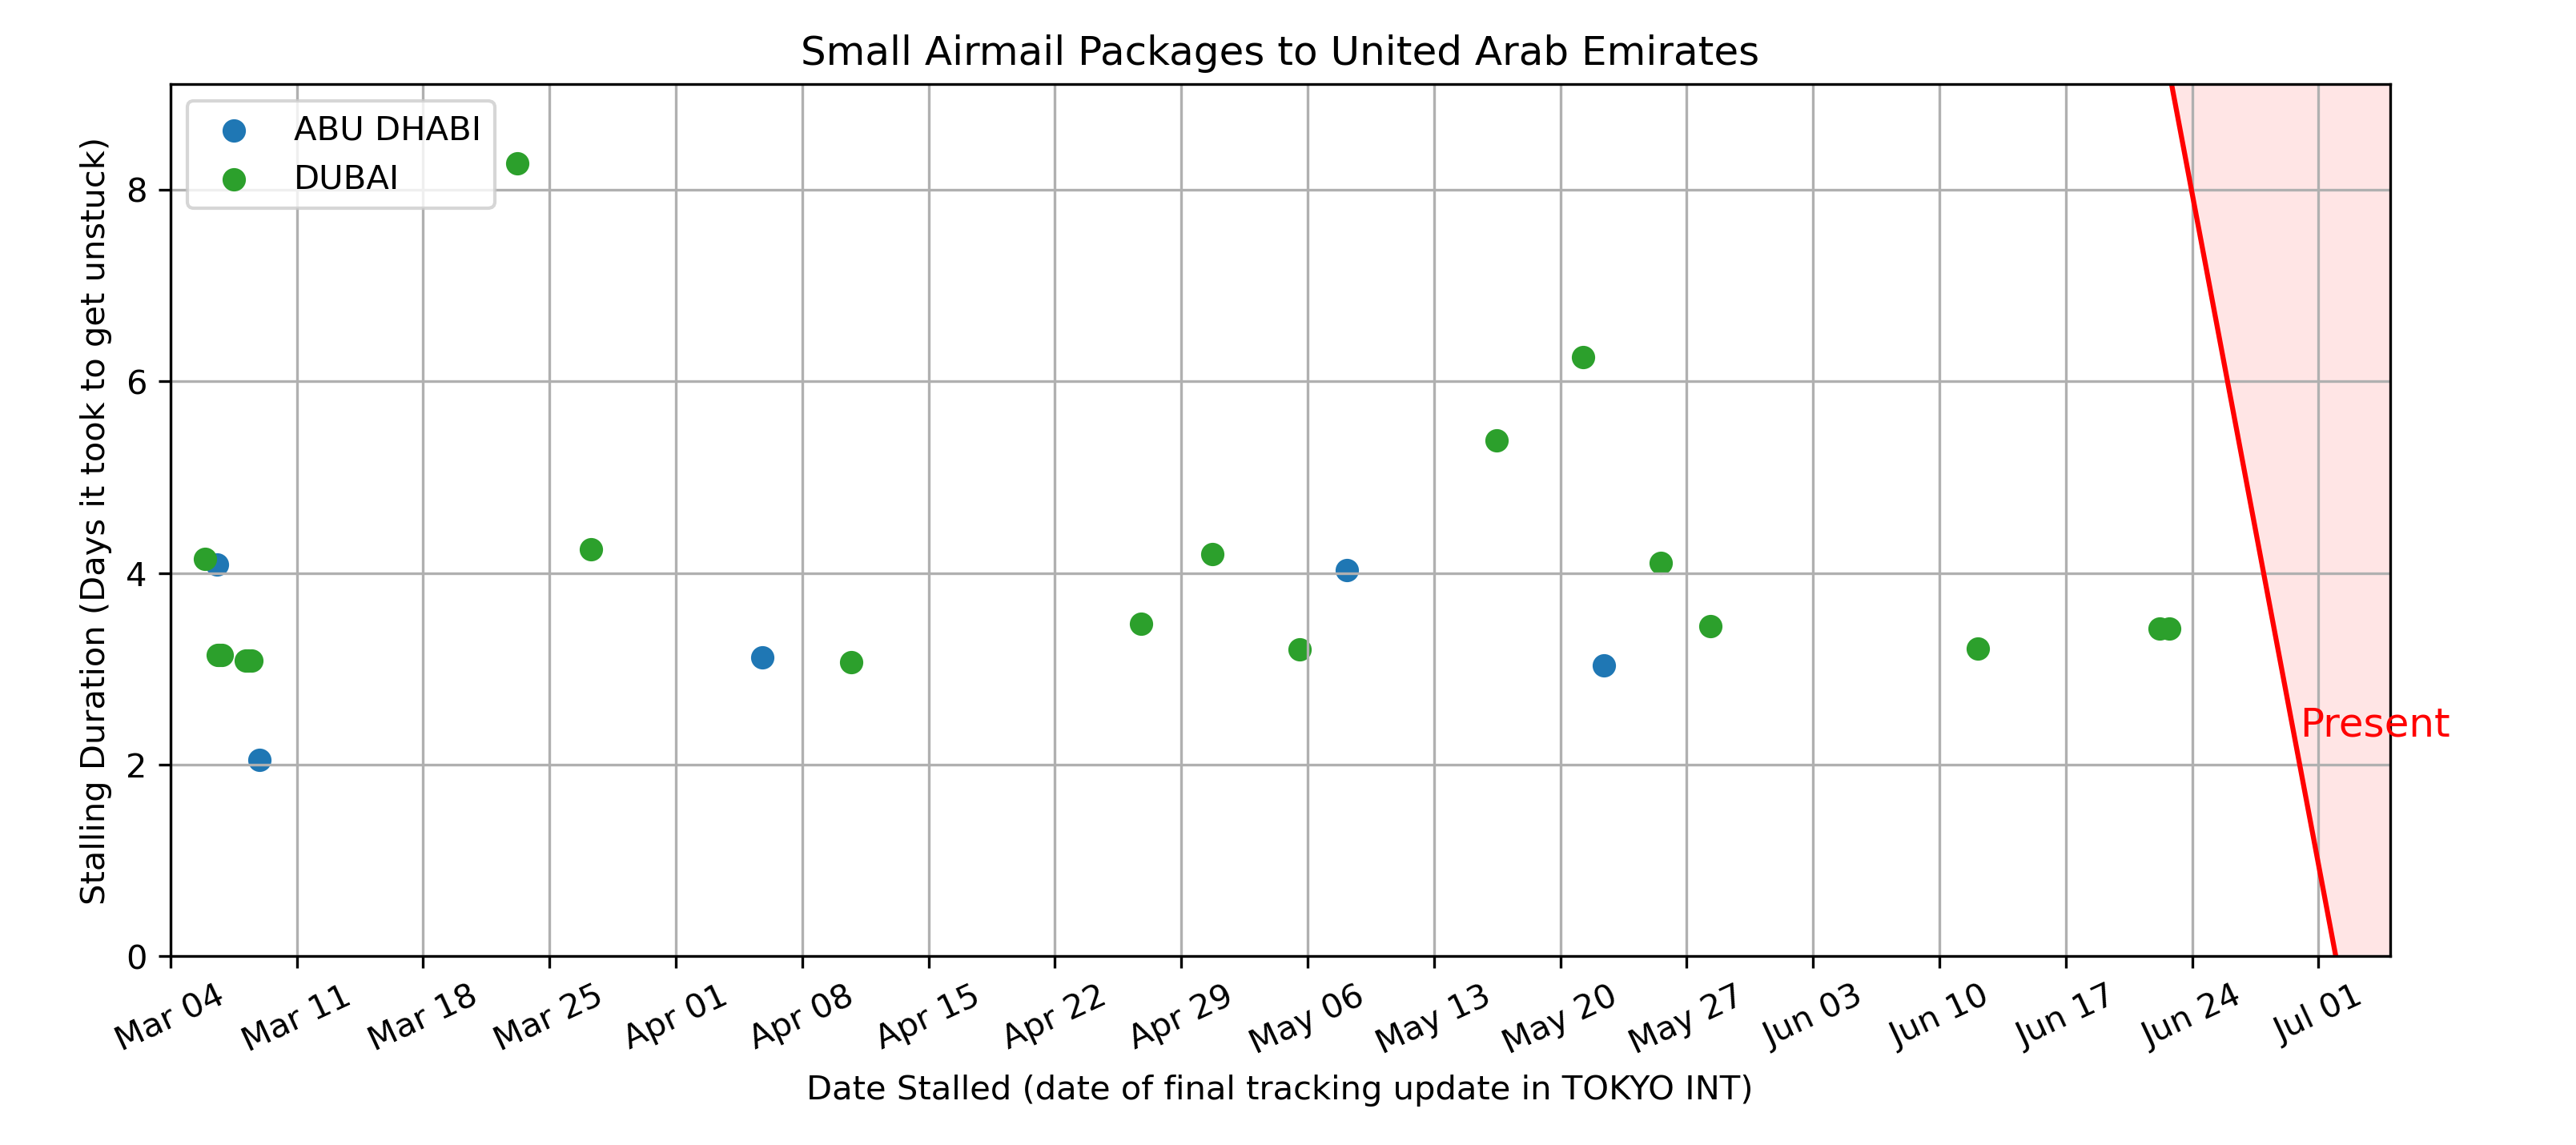 Small Airmail Packages to United Arab Emirates
ABU DHABI
DUBAI
Stalling Duration (Days it took to get unstuck)
8
6
4
2
0
Present
Mar 04
Mar 11
Mar 18
Mar 25
Apr 01
Apr 08
Apr 15
Apr 22
Apr 29
May 06
May 13
May 20
May 27
Jun 03
Jun 10
Jun 17
Jun 24
Jul 01
Date Stalled (date of final tracking update in TOKYO INT)